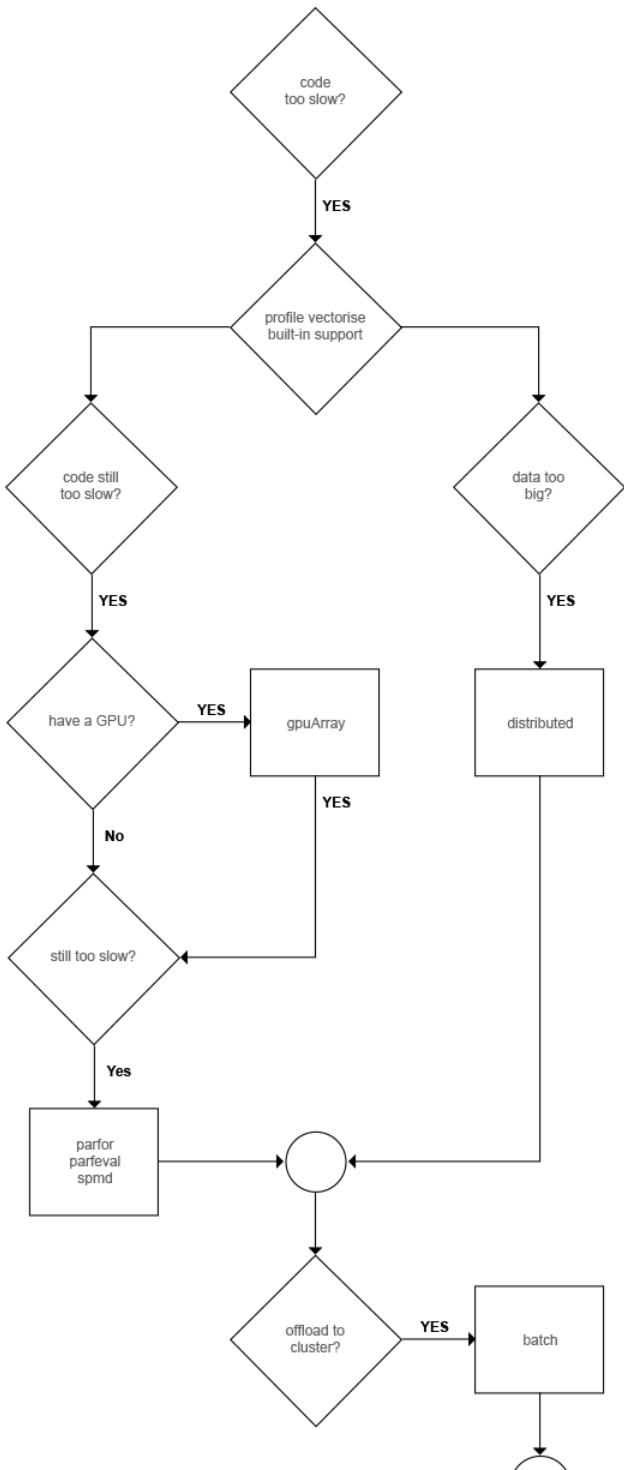 code
too slow?
YES
profile vectorise
built-in support
code still
too slow?
data too
big?
YES
YES
have a GPU?
YES
gpuArray
distributed
YES
No
still too slow?
Yes
parfor
parfeval
spmd
offload to
cluster?
YES
batch